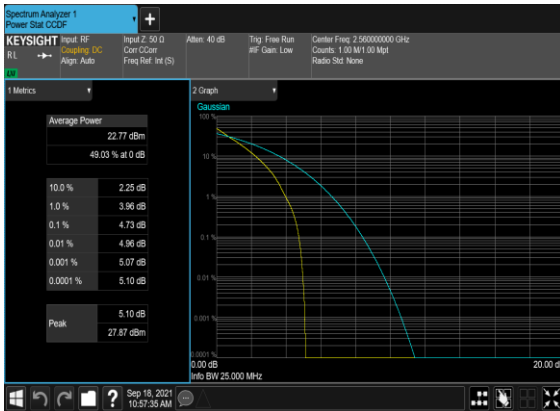 Spectrum Analyzer 1
Power Stat CCDF
KEYSIGHT
RL
LXI
Input: RF
Coupling: DC
Align: Auto
Input Z: 50 Ω
Corr CCorr
Freq Ref: Int (S)
Atten: 40 dB
Trig: Free Run
#IF Gain: Low
Center Freq: 2.560000000 GHz
Counts: 1.00 M/1.00 Mpt
Radio Std: None
1 Metrics
Average Power
22.77 dBm
49.03 % at 0 dB
10.0 % 2.25 dB
1.0 % 3.96 dB
0.1 % 4.73 dB
0.01 % 4.96 dB
0.001 % 5.07 dB
0.0001 % 5.10 dB
Peak
5.10 dB
27.87 dBm
2 Graph
Gaussian
100 %
10 %
1 %
0.1 %
0.01 %
0.001 %
0.0001 %
0.00 dB
20.00 d
Info BW 25.000 MHz
?
Sep 18, 2021
10:57:35 AM